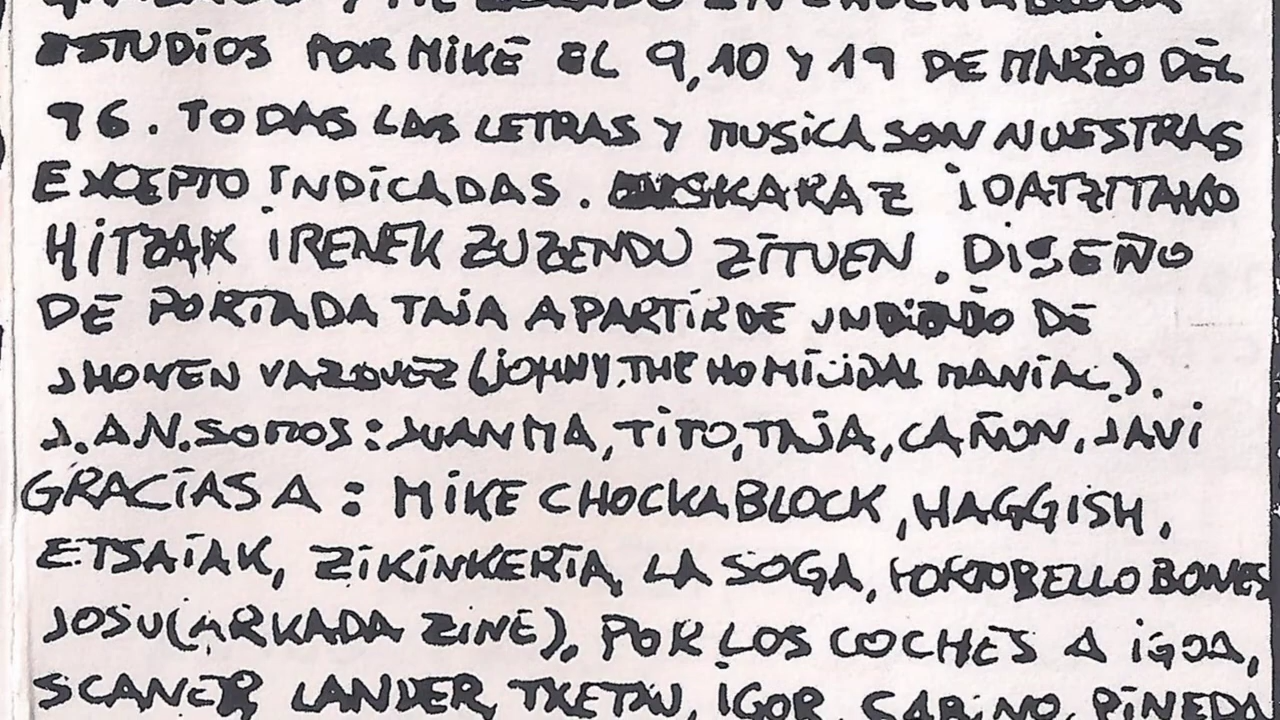 ESTUDIOS POR MIKE EL 9,10 Y 19 DE MARZO DEL
96. TODAS LAS LETRAS Y MUSICA SON NUESTRAS
EXCEPTO INDICADAS. EUSKARAZ IDATZITAKO
HITZAK IRENEK ZUZENDU ZITUEN. DISEÑO
DE PORTADA TAJA A PARTIR DE UN DIBUJO DE
JHONEN VAZQUEZ (JOHNY, THE HOMICIDAL MANIAC).
J.A.N. SOMOS: JUANMA, TITO, TAJA, CAÑON, JAVI
GRACIAS A: MIKE CHOCKABLOCK, HAGGISH,
ETSAIAK, ZIKINKERIA, LA SOGA, PORTOBELLO BONES
JOSU(ARKADA ZINE), POR LOS COCHES A IGOA,
SCANER, LANDER, TXETXU, IGOR, SABINO, PINEDA